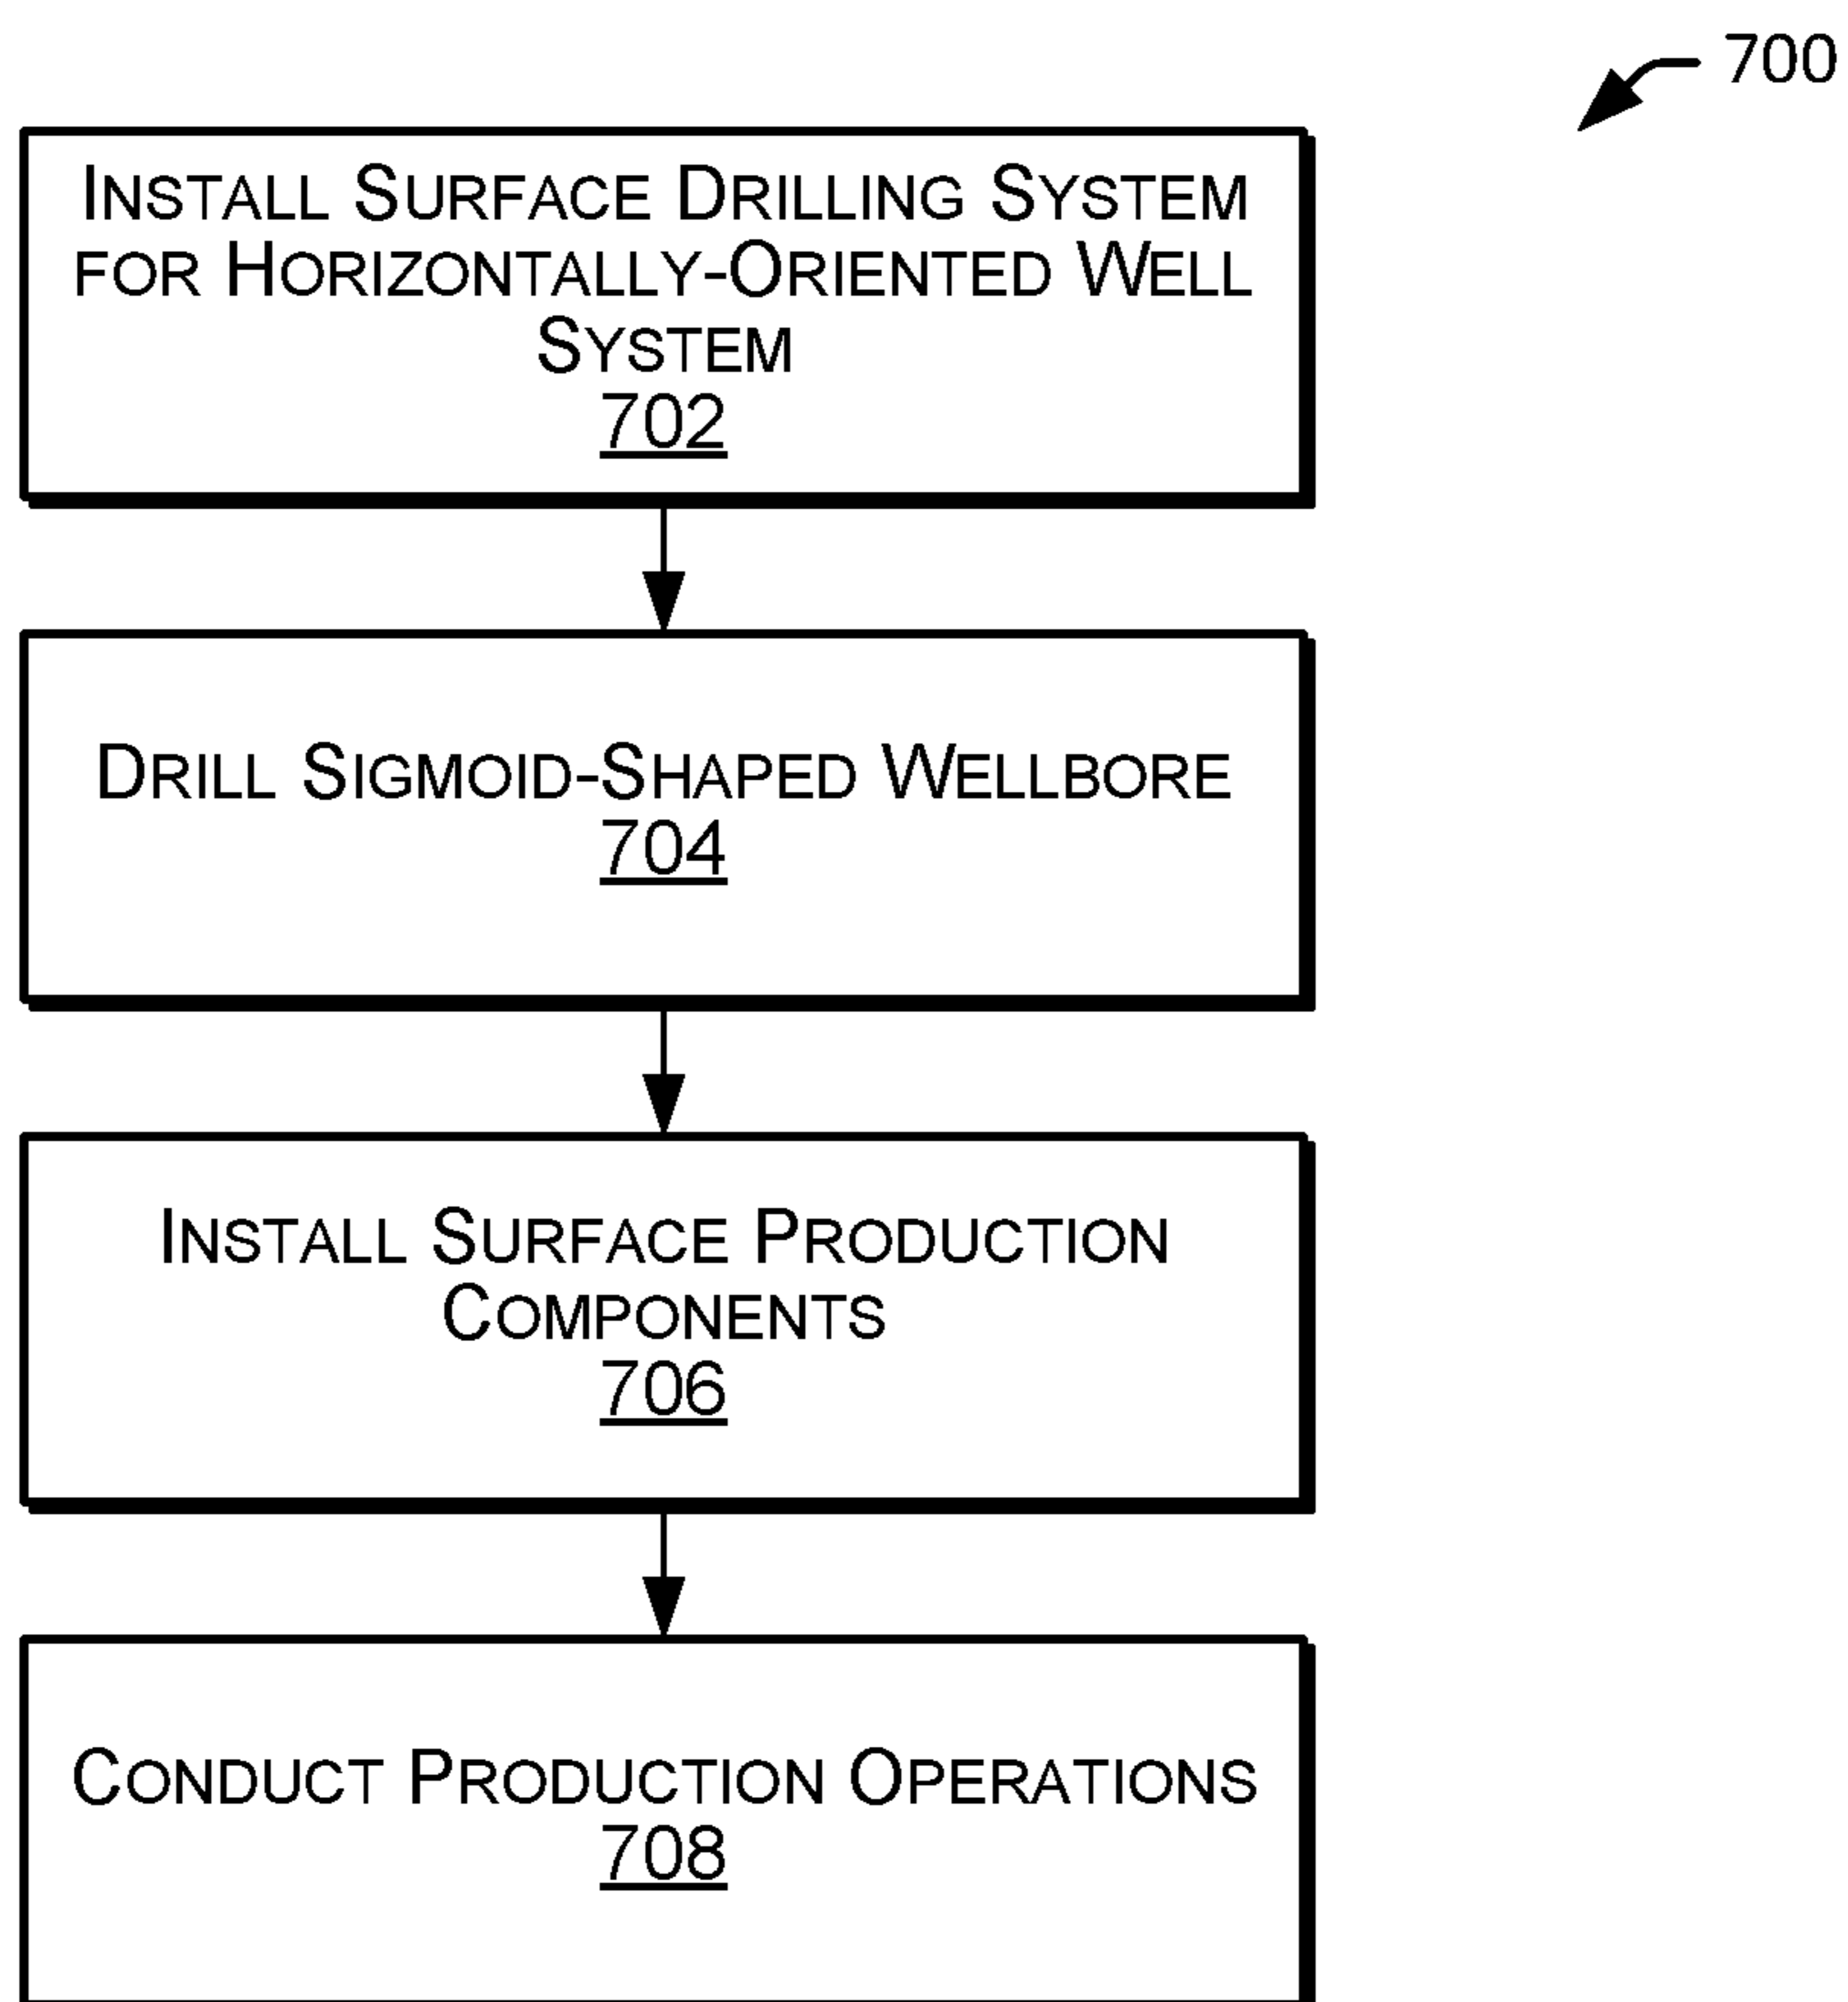 700
Install Surface Drilling System
for Horizontally-Oriented Well
System
702
Drill Sigmoid-Shaped Wellbore
704
Install Surface Production
Components
706
Conduct Production Operations
708